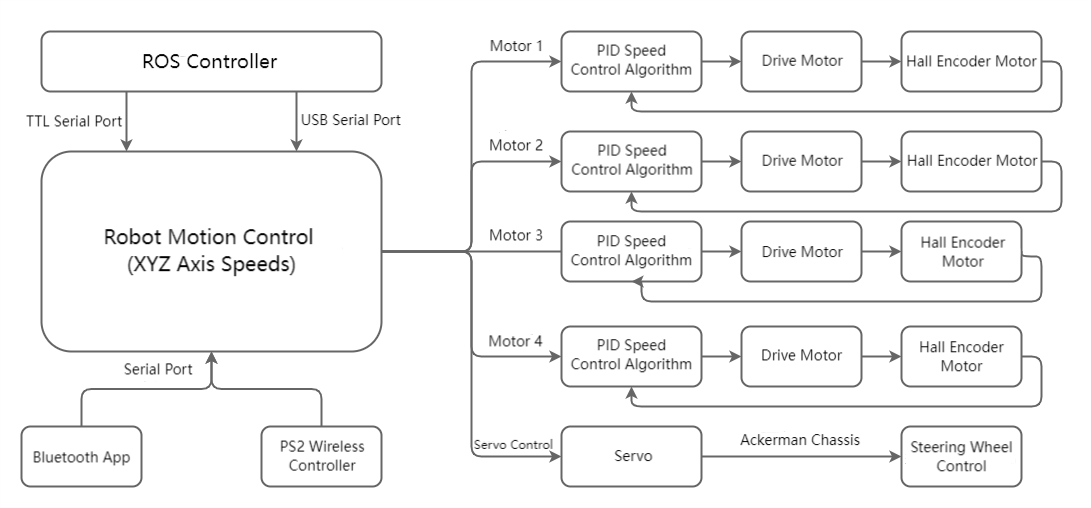 ROS Controller
TTL Serial Port
USB Serial Port
Robot Motion Control
(XYZ Axis Speeds)
Serial Port
Bluetooth App
PS2 Wireless
Controller
Motor 1
PID Speed
Control Algorithm
Drive Motor
Hall Encoder Motor
Motor 2
PID Speed
Control Algorithm
Drive Motor
Hall Encoder Motor
Motor 3
PID Speed
Control Algorithm
Drive Motor
Hall Encoder
Motor
Motor 4
PID Speed
Control Algorithm
Drive Motor
Hall Encoder
Motor
Servo Control
Servo
Ackerman Chassis
Steering Wheel
Control